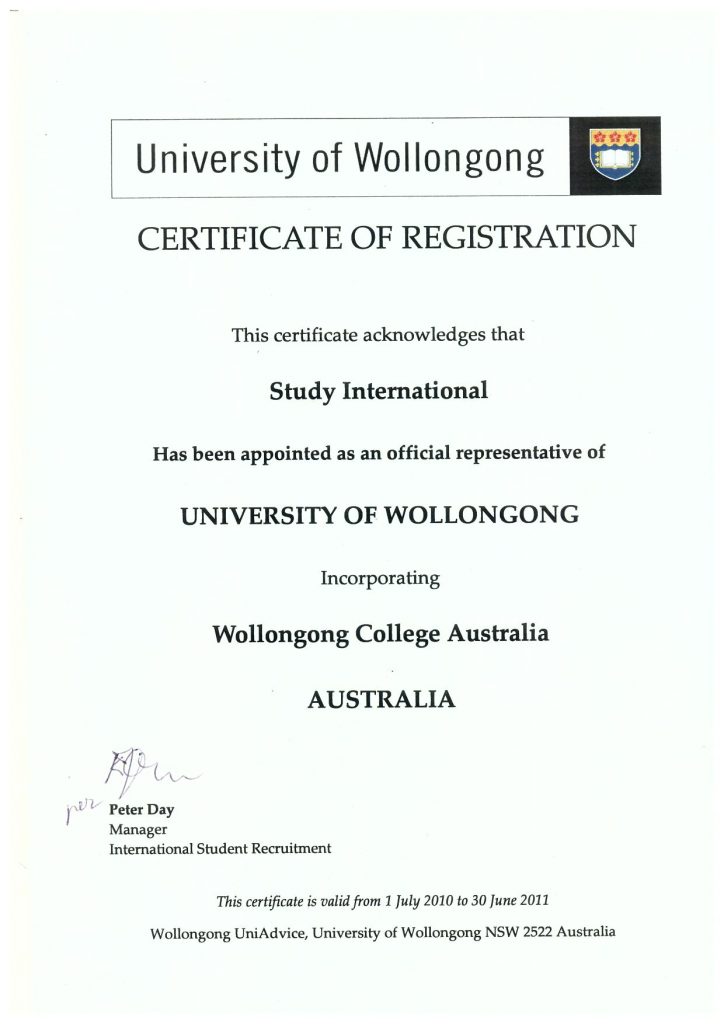 University of Wollongong
CERTIFICATE OF REGISTRATION
This certificate acknowledges that
Study International
Has been appointed as an official representative of
UNIVERSITY OF WOLLONGONG
Incorporating
Wollongong College Australia
AUSTRALIA
per
Peter Day
Manager
International Student Recruitment
This certificate is valid from 1 July 2010 to 30 June 2011
Wollongong UniAdvice, University of Wollongong NSW 2522 Australia